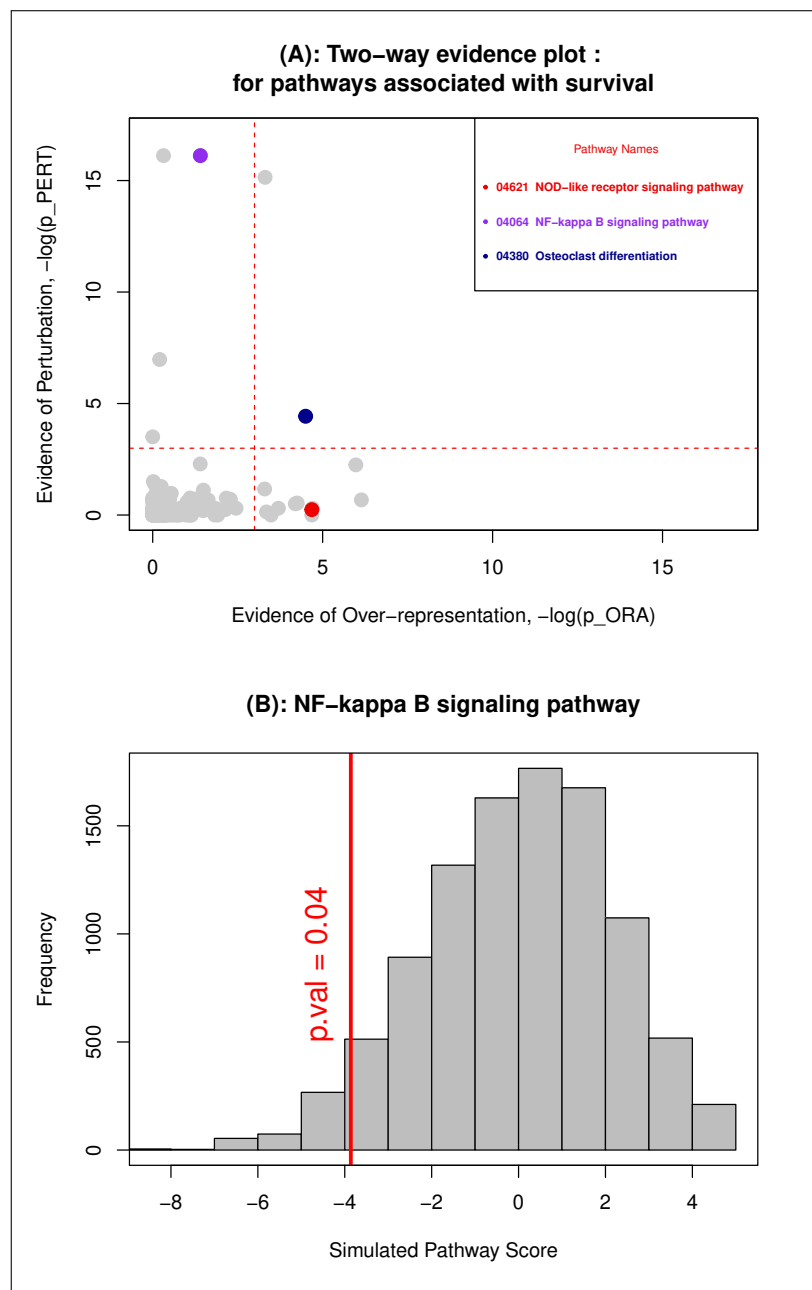 (A): Two−way evidence plot :
for pathways associated with survival
Evidence of Perturbation, −log(p_PERT)
15
10
5
0
Pathway Names
04621 NOD−like receptor signaling pathway
04064 NF−kappa B signaling pathway
04380 Osteoclast differentiation
0 5 10 15
Evidence of Over−representation, −log(p_ORA)
(B): NF−kappa B signaling pathway
Frequency
1500
1000
500
0
p.val = 0.04
−8 −6 −4 −2 0 2 4
Simulated Pathway Score